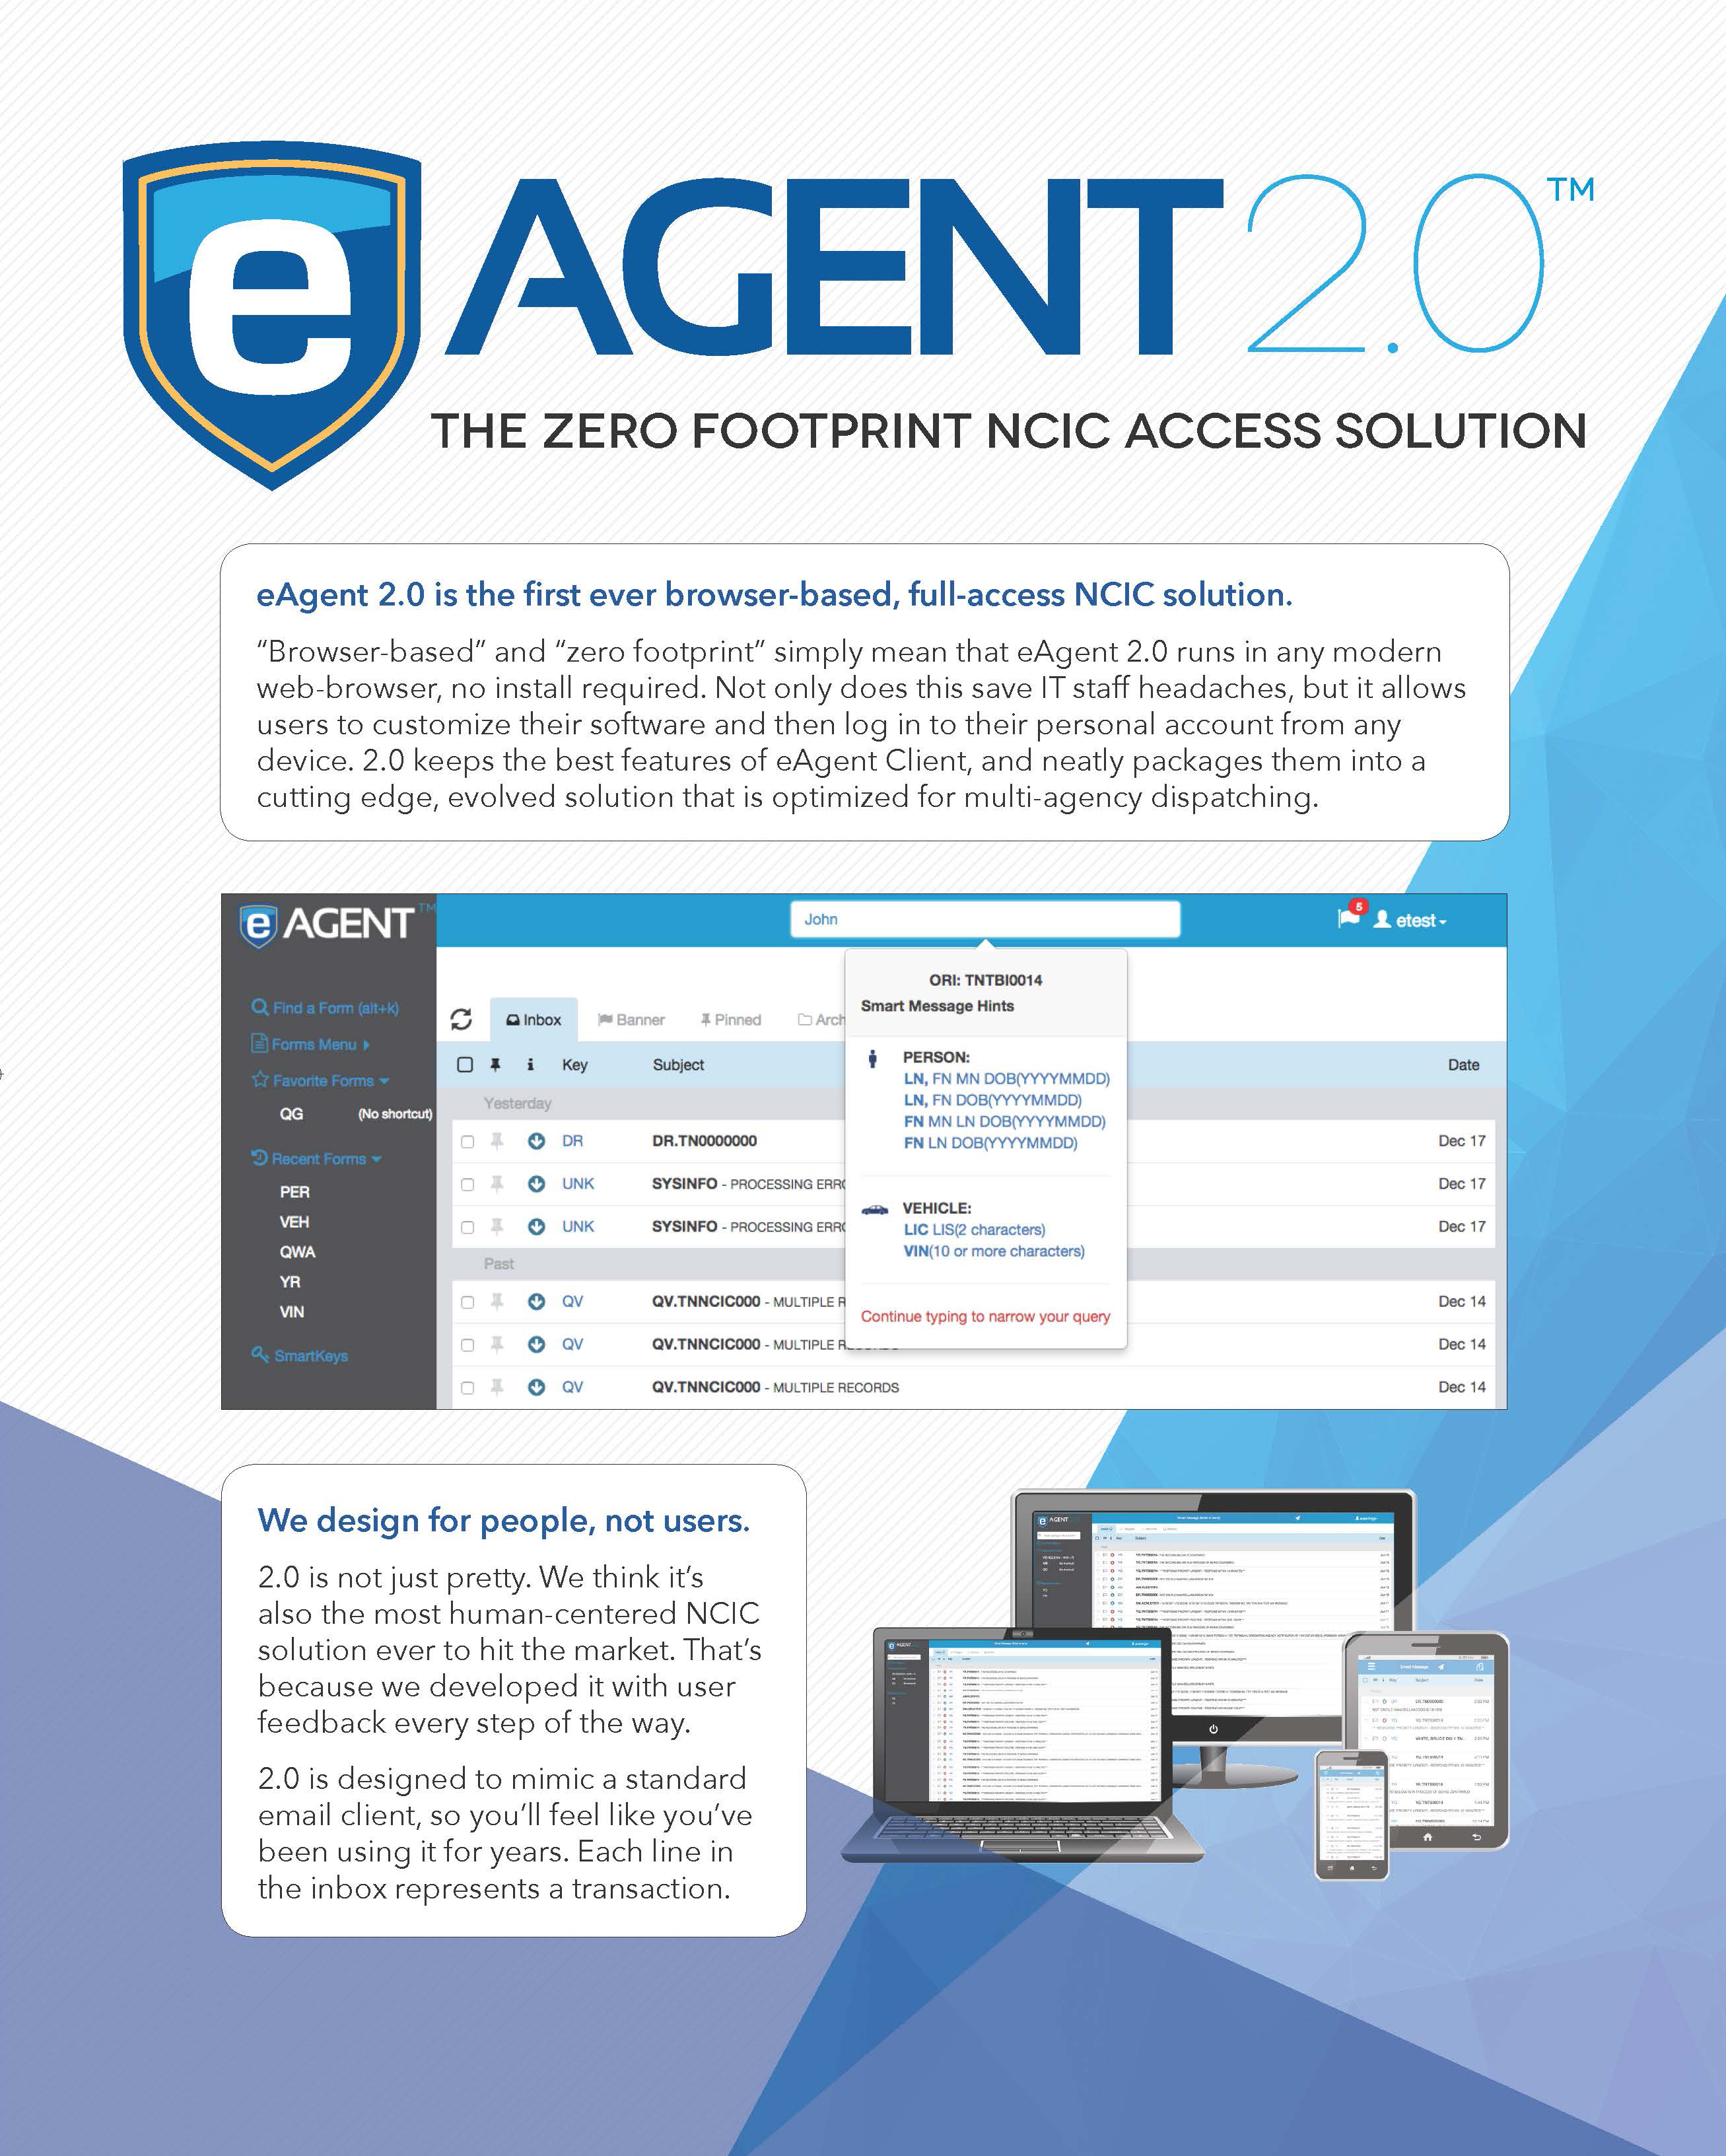 e AGENT 2.0™
THE ZERO FOOTPRINT NCIC ACCESS SOLUTION
eAgent 2.0 is the first ever browser-based, full-access NCIC solution.
“Browser-based” and “zero footprint” simply mean that eAgent 2.0 runs in any modern
web-browser, no install required. Not only does this save IT staff headaches, but it allows
users to customize their software and then log in to their personal account from any
device. 2.0 keeps the best features of eAgent Client, and neatly packages them into a
cutting edge, evolved solution that is optimized for multi-agency dispatching.
e AGENT™
John
5
etest
Find a Form (alt+k)
Forms Menu
Favorite Forms
QG (No shortcut)
Recent Forms
PER
VEH
QWA
YR
VIN
SmartKeys
Inbox Banner Pinned Arch
Key Subject Date
Yesterday
DR DR.TN0000000 Dec 17
UNK SYSINFO - PROCESSING ERRO Dec 17
UNK SYSINFO - PROCESSING ERRO Dec 17
Past
QV QV.TNNCIC000 - MULTIPLE R Dec 14
QV QV.TNNCIC000 - MULTIPLE RECORDS Dec 14
QV QV.TNNCIC000 - MULTIPLE RECORDS Dec 14
ORI: TNTBI0014
Smart Message Hints
PERSON:
LN, FN MN DOB(YYYYMMDD)
LN, FN DOB(YYYYMMDD)
FN MN LN DOB(YYYYMMDD)
FN LN DOB(YYYYMMDD)
VEHICLE:
LIC LIS(2 characters)
VIN(10 or more characters)
Continue typing to narrow your query
We design for people, not users.
2.0 is not just pretty. We think it’s
also the most human-centered NCIC
solution ever to hit the market. That’s
because we developed it with user
feedback every step of the way.
2.0 is designed to mimic a standard
email client, so you’ll feel like you’ve
been using it for years. Each line in
the inbox represents a transaction.
e AGENT
e AGENT